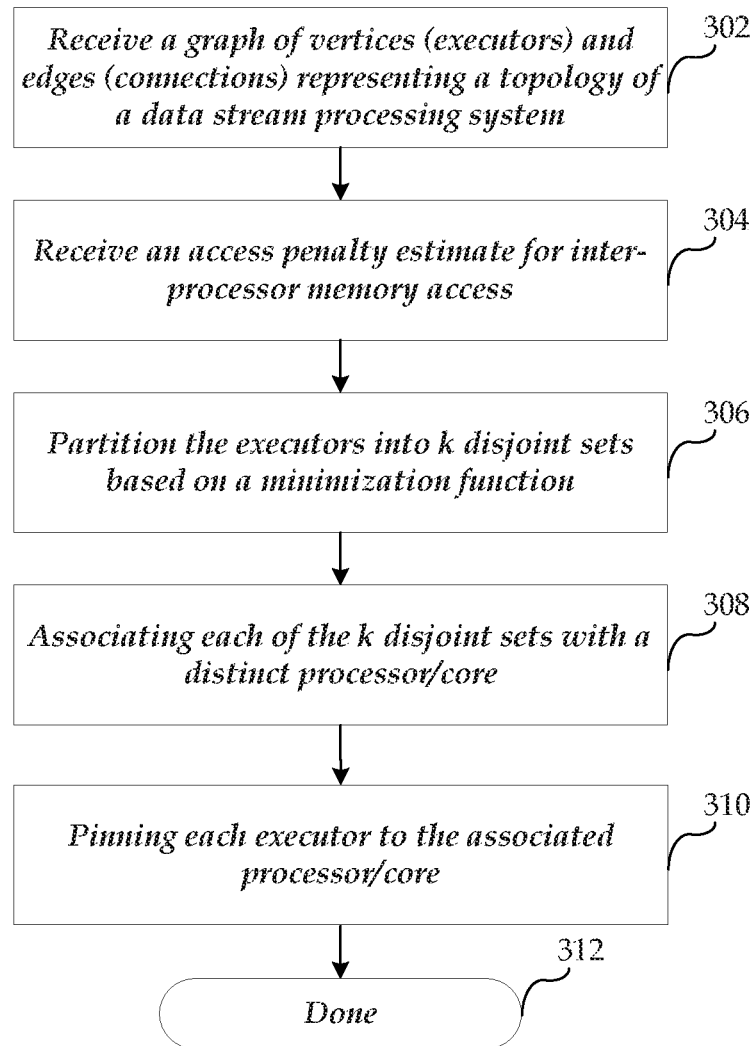 Receive a graph of vertices (executors) and
edges (connections) representing a topology of
a data stream processing system
302
Receive an access penalty estimate for inter-
processor memory access
304
Partition the executors into k disjoint sets
based on a minimization function
306
Associating each of the k disjoint sets with a
distinct processor/core
308
Pinning each executor to the associated
processor/core
310
Done
312